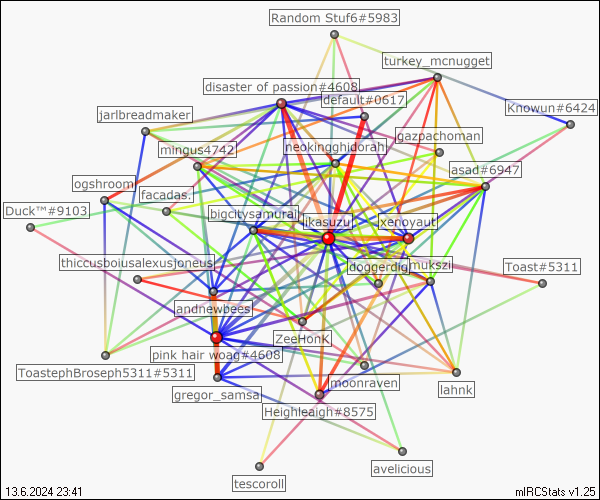 Random Stuf6#5983
turkey_mcnugget
disaster of passion#4608
default#0617
Knowun#6424
jarlbreadmaker
gazpachoman
mingus4742
neokingghidorah
asad#6947
ogshroom
facadas.
Duck™#9103
bigcitysamurai
ikasuzu
xenoyaut
thiccusboiusalexusjoneus
doggerdig
mukszi
Toast#5311
andnewbees
ZeeHonK
pink hair woag#4608
ToastephBroseph5311#5311
moonraven
lahnk
gregor_samsa
Heighleaigh#8575
avelicious
tescoroll
13.6.2024 23:41
mIRCStats v1.25